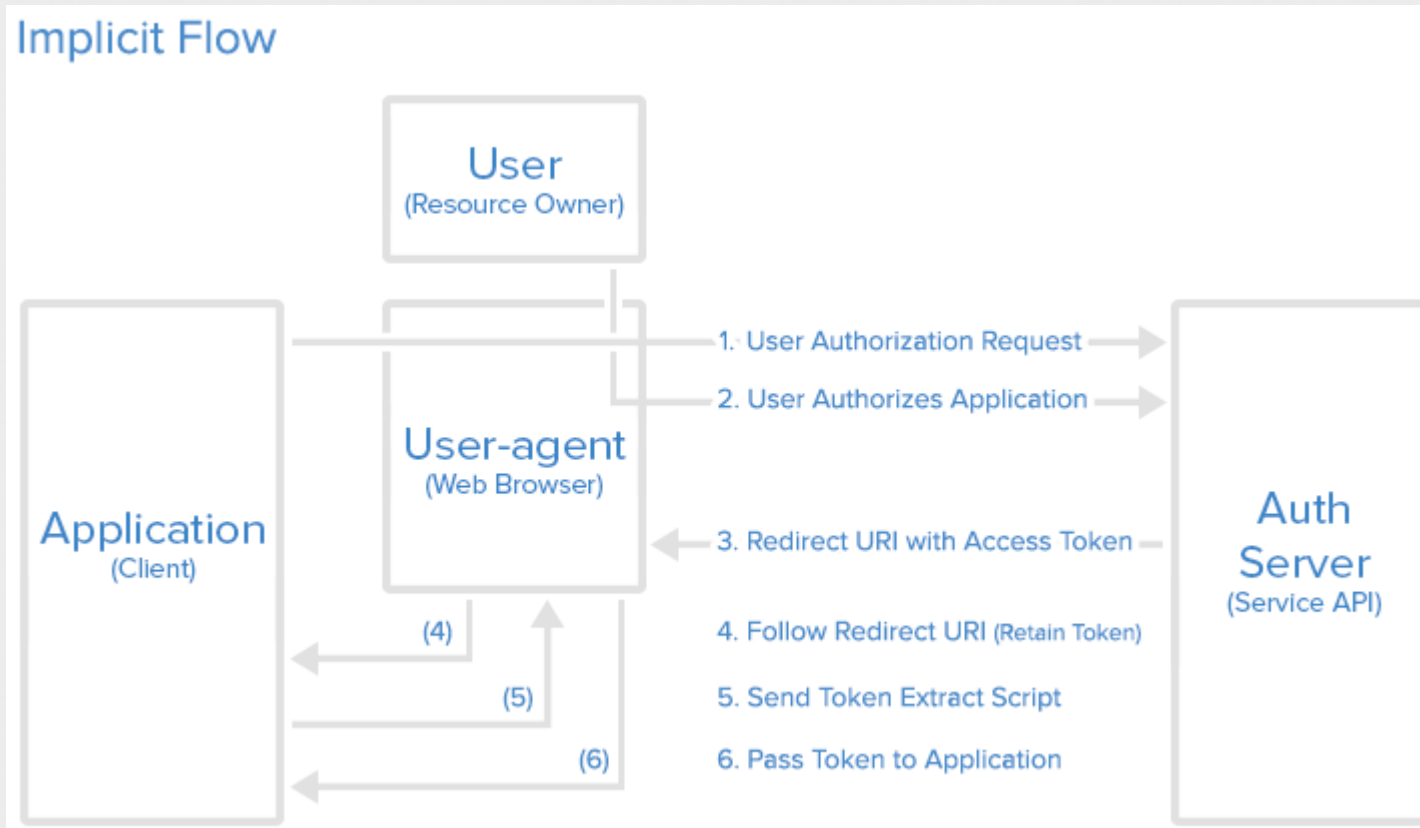 Implicit Flow
User
(Resource Owner)
1. User Authorization Request
2. User Authorizes Application
User-agent
(Web Browser)
Application
(Client)
3. Redirect URI with Access Token
Auth
Server
(Service API)
(4)
4. Follow Redirect URI (Retain Token)
(5)
5. Send Token Extract Script
(6)
6. Pass Token to Application